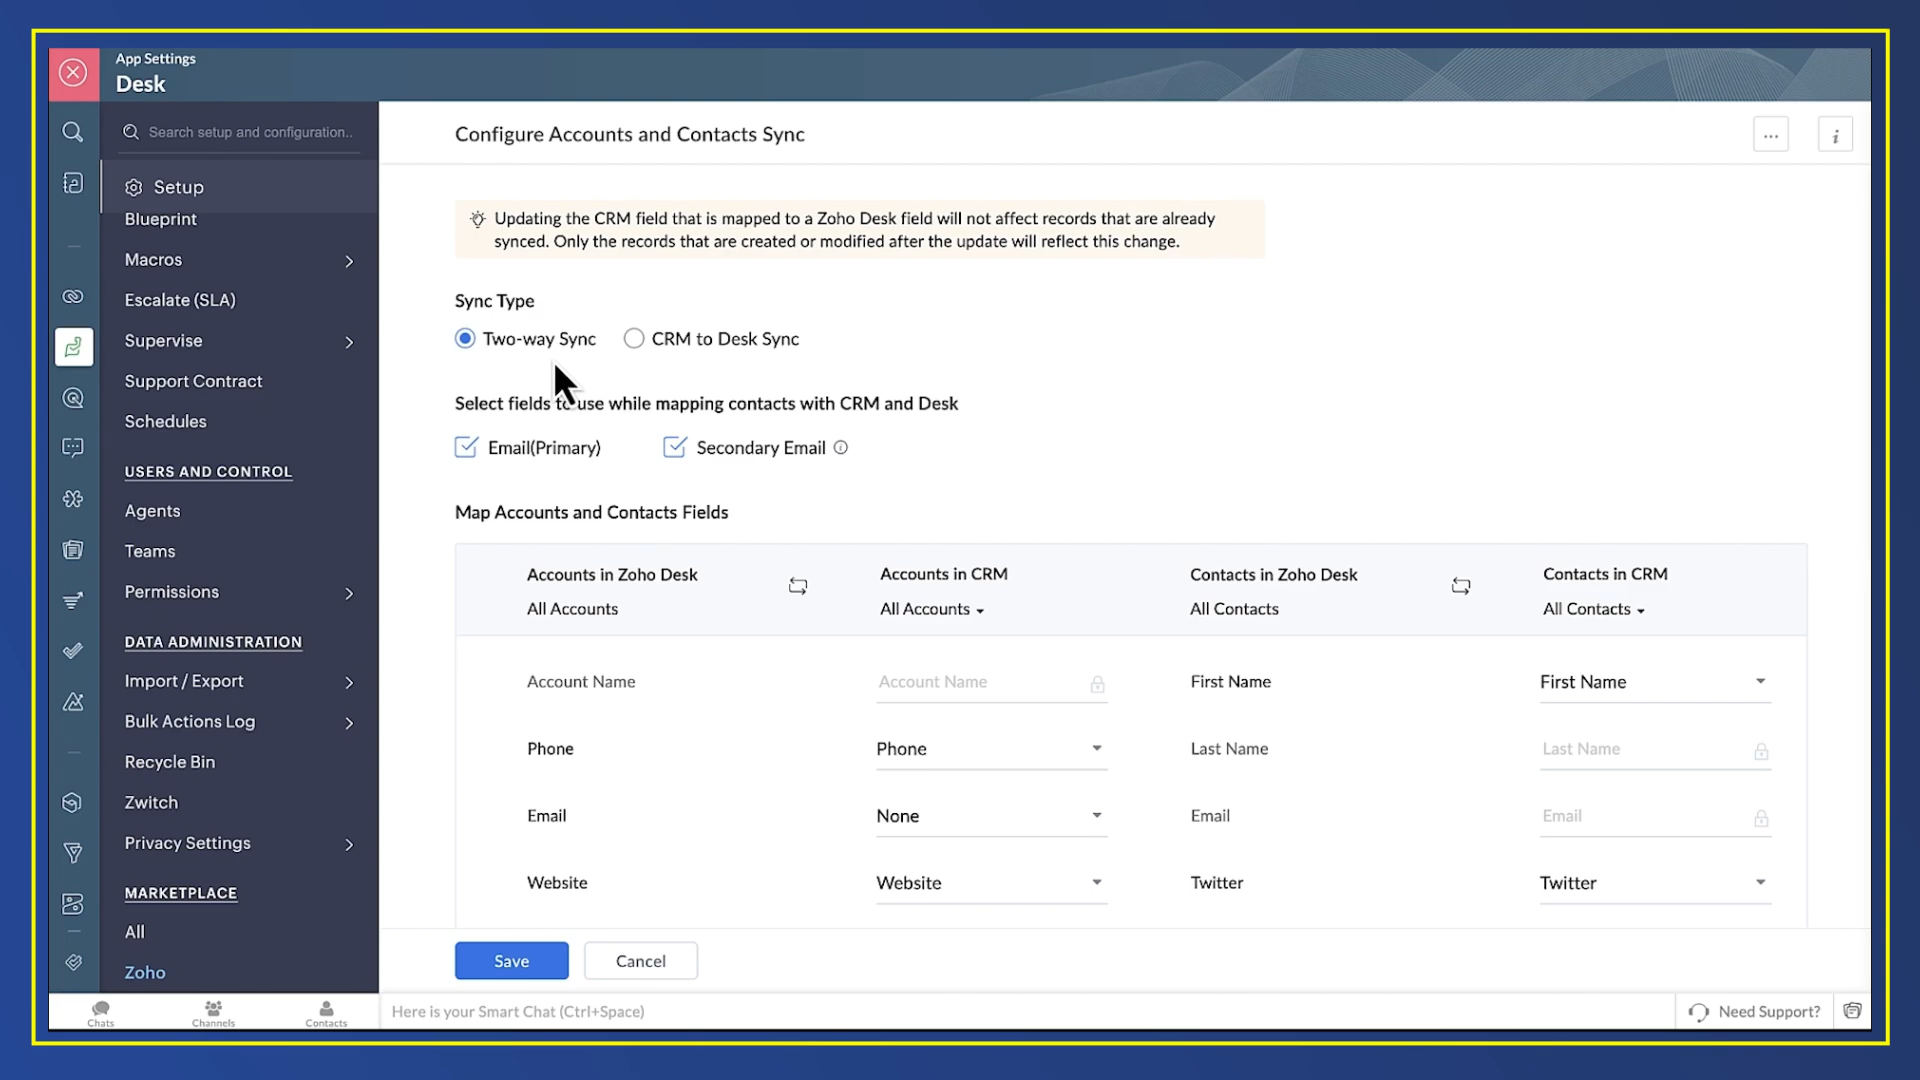 App Settings
Desk
Search setup and configuration..
Setup
Blueprint
Macros
Escalate (SLA)
Supervise
Support Contract
Schedules
USERS AND CONTROL
Agents
Teams
Permissions
DATA ADMINISTRATION
Import / Export
Bulk Actions Log
Recycle Bin
Zwitch
Privacy Settings
MARKETPLACE
All
Zoho
Configure Accounts and Contacts Sync
... i
Updating the CRM field that is mapped to a Zoho Desk field will not affect records that are already
synced. Only the records that are created or modified after the update will reflect this change.
Sync Type
Two-way Sync CRM to Desk Sync
Select fields to use while mapping contacts with CRM and Desk
Email(Primary) Secondary Email
Map Accounts and Contacts Fields
Accounts in Zoho Desk Accounts in CRM Contacts in Zoho Desk Contacts in CRM
All Accounts All Accounts All Contacts All Contacts
Account Name Account Name First Name First Name
Phone Phone Last Name Last Name
Email None Email Email
Website Website Twitter Twitter
Save Cancel
Chats Channels Contacts Here is your Smart Chat (Ctrl+Space) Need Support?